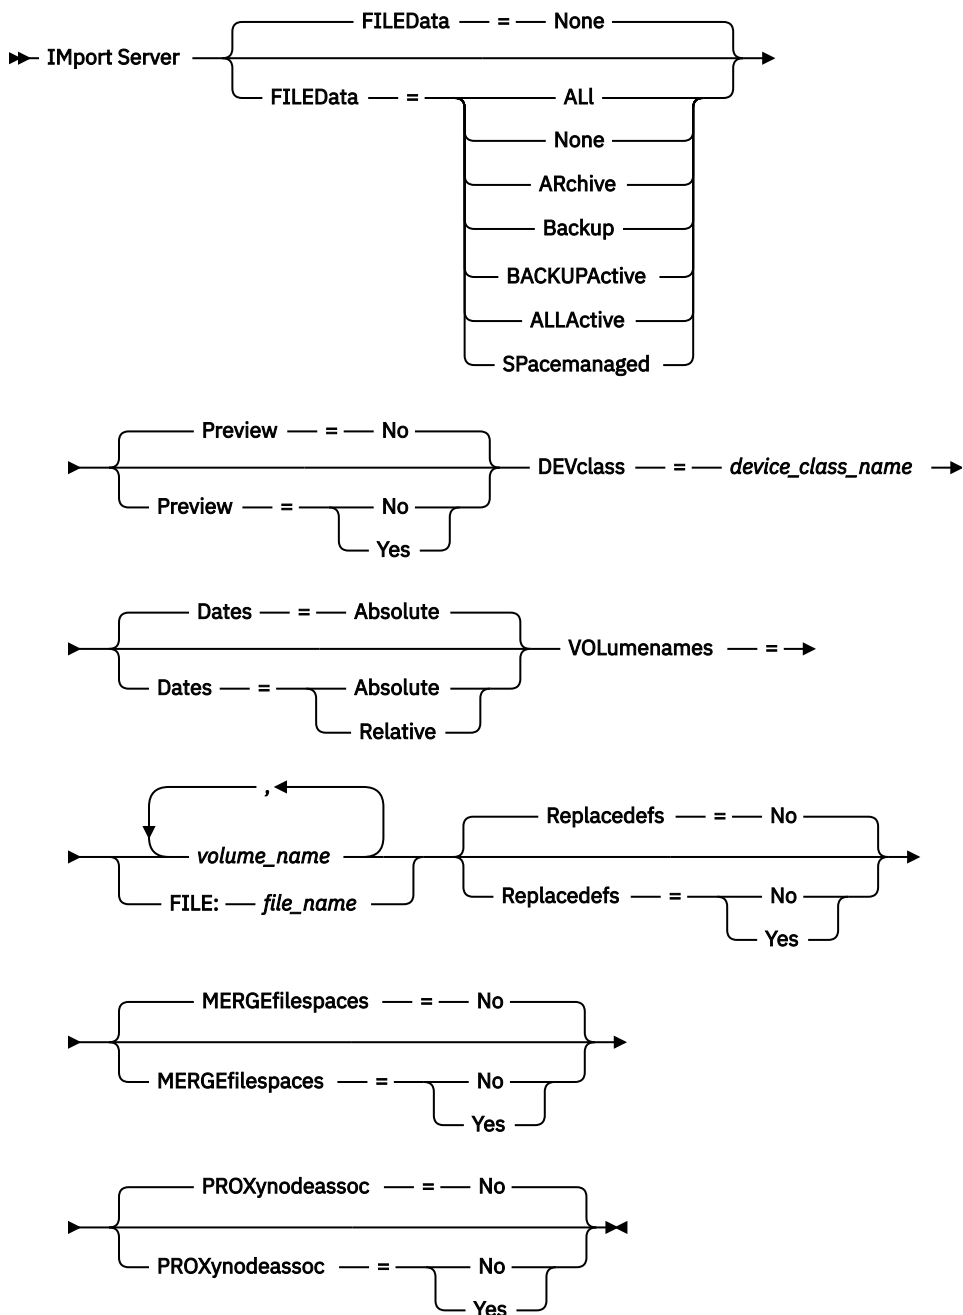 FILEData = None
IMport Server
FILEData = ALl
None
ARchive
Backup
BACKUPActive
ALLActive
SPacemanaged
Preview = No
DEVclass = device_class_name
Preview = No
Yes
Dates = Absolute
VOLumenames =
Dates = Absolute
Relative
,
Replacedefs = No
volume_name
Replacedefs = No
FILE: file_name
Yes
MERGEfilespaces = No
MERGEfilespaces = No
Yes
PROXynodeassoc = No
PROXynodeassoc = No
Yes